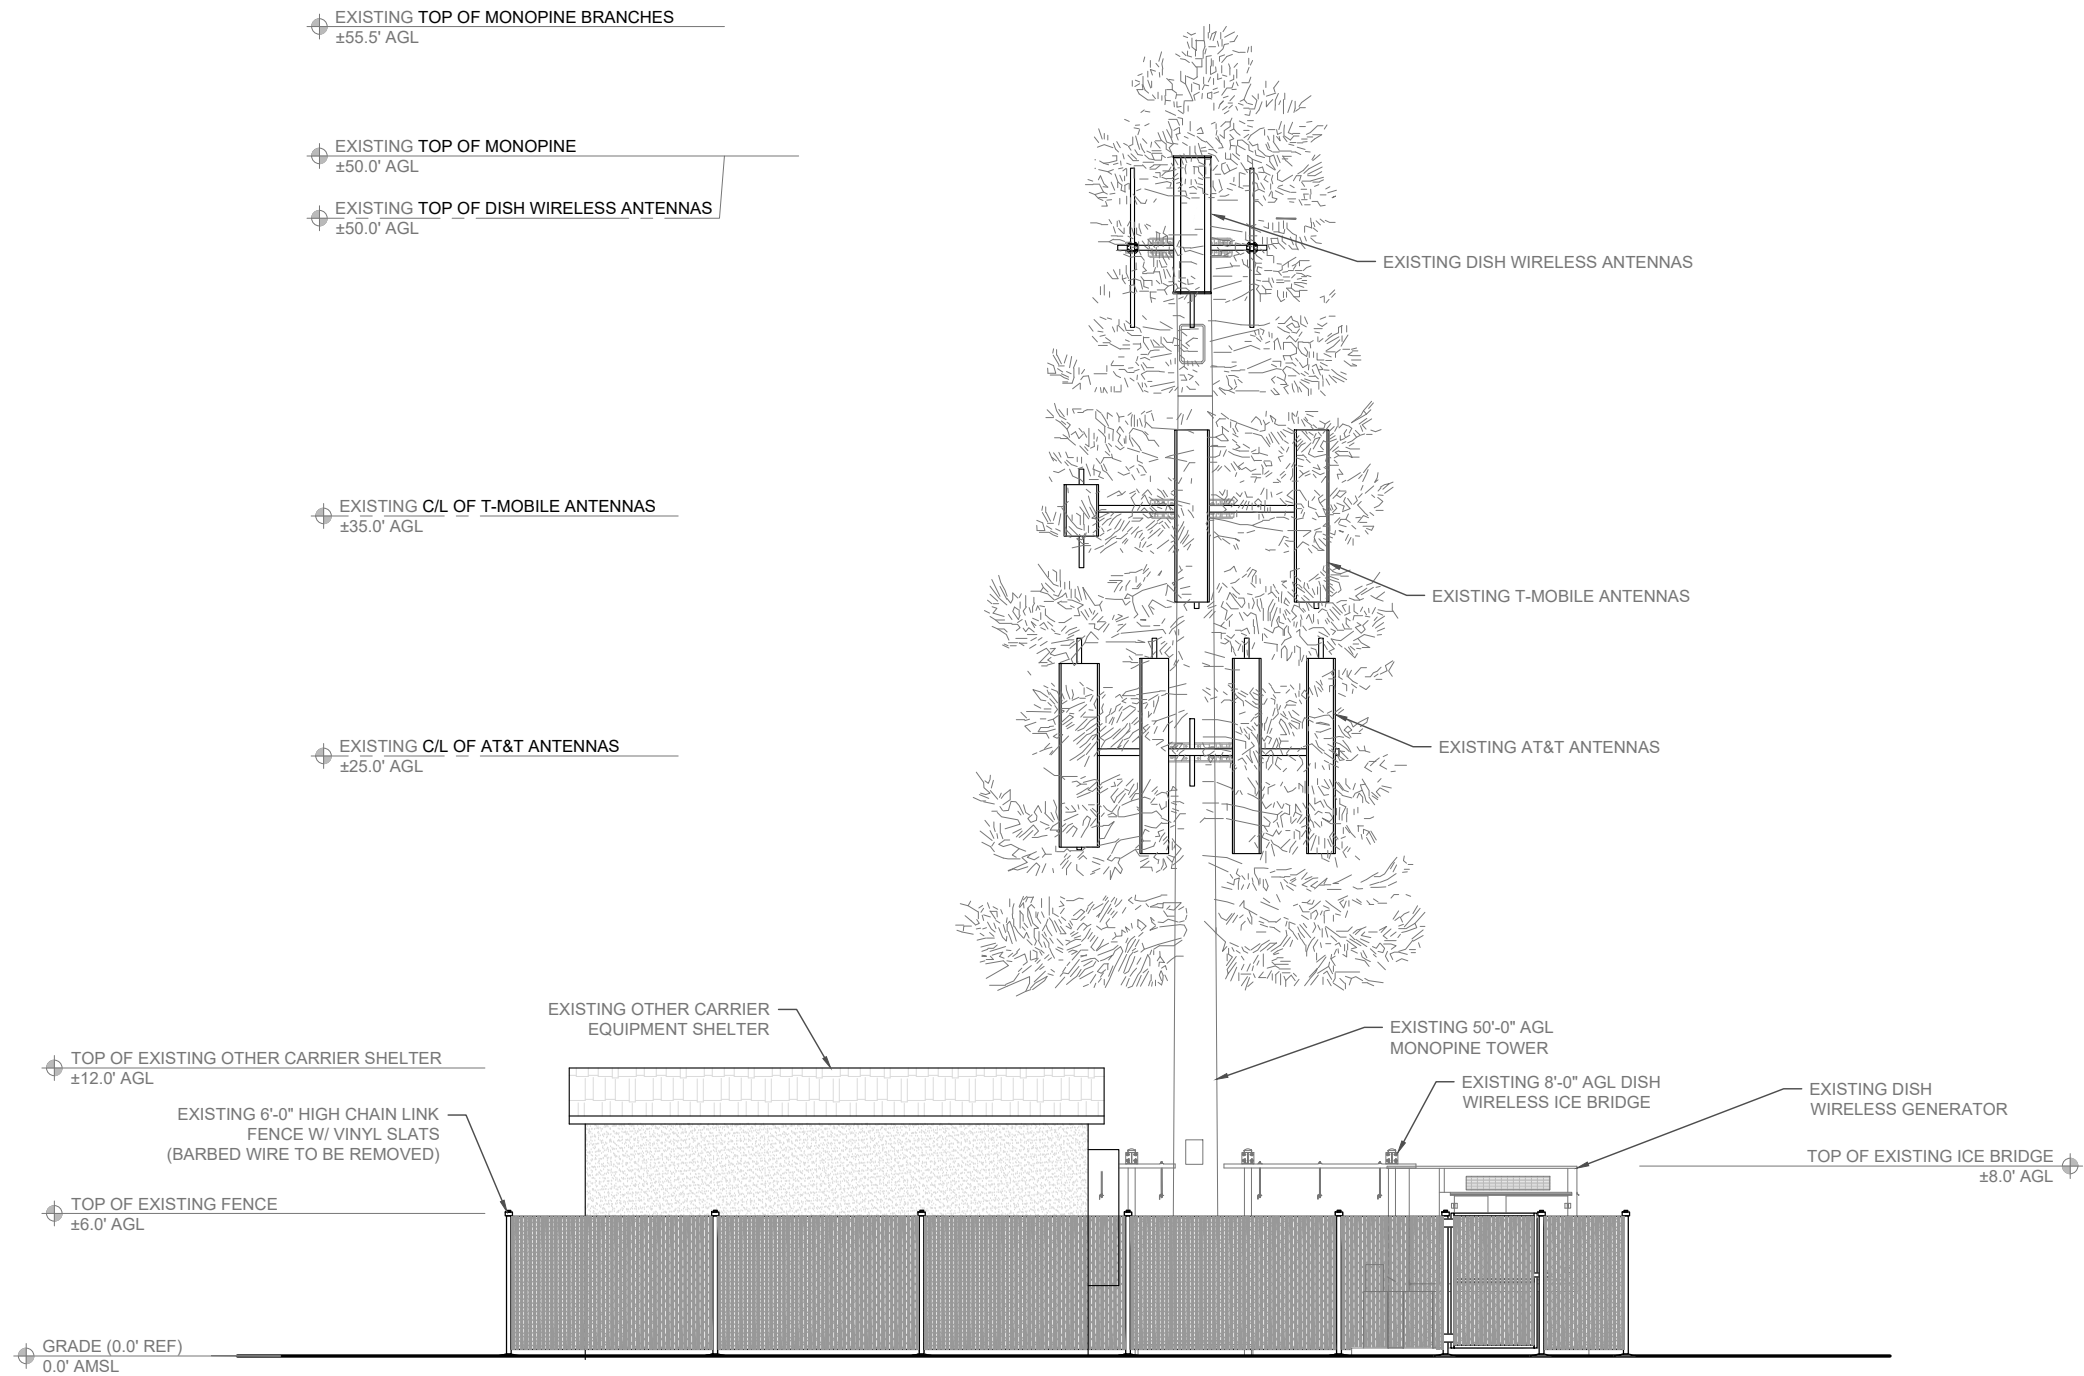 EXISTING TOP OF MONOPINE BRANCHES
±55.5' AGL
EXISTING TOP OF MONOPINE
±50.0' AGL
EXISTING TOP OF DISH WIRELESS ANTENNAS
±50.0' AGL
EXISTING DISH WIRELESS ANTENNAS
EXISTING C/L OF T-MOBILE ANTENNAS
±35.0' AGL
EXISTING T-MOBILE ANTENNAS
EXISTING C/L OF AT&T ANTENNAS
±25.0' AGL
EXISTING AT&T ANTENNAS
EXISTING OTHER CARRIER
EQUIPMENT SHELTER
EXISTING 50'-0" AGL
MONOPINE TOWER
TOP OF EXISTING OTHER CARRIER SHELTER
±12.0' AGL
EXISTING 8'-0" AGL DISH
WIRELESS ICE BRIDGE
EXISTING DISH
WIRELESS GENERATOR
EXISTING 6'-0" HIGH CHAIN LINK
FENCE W/ VINYL SLATS
(BARBED WIRE TO BE REMOVED)
TOP OF EXISTING ICE BRIDGE
±8.0' AGL
TOP OF EXISTING FENCE
±6.0' AGL
GRADE (0.0' REF)
0.0' AMSL